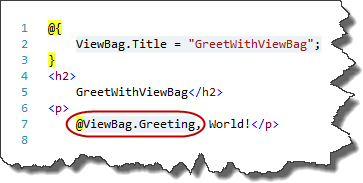 1 @{
2 ViewBag.Title = "GreetWithViewBag";
3 }
4 <h2>
5 GreetWithViewBag</h2>
6 <p>
7 @ViewBag.Greeting, World!</p>
8